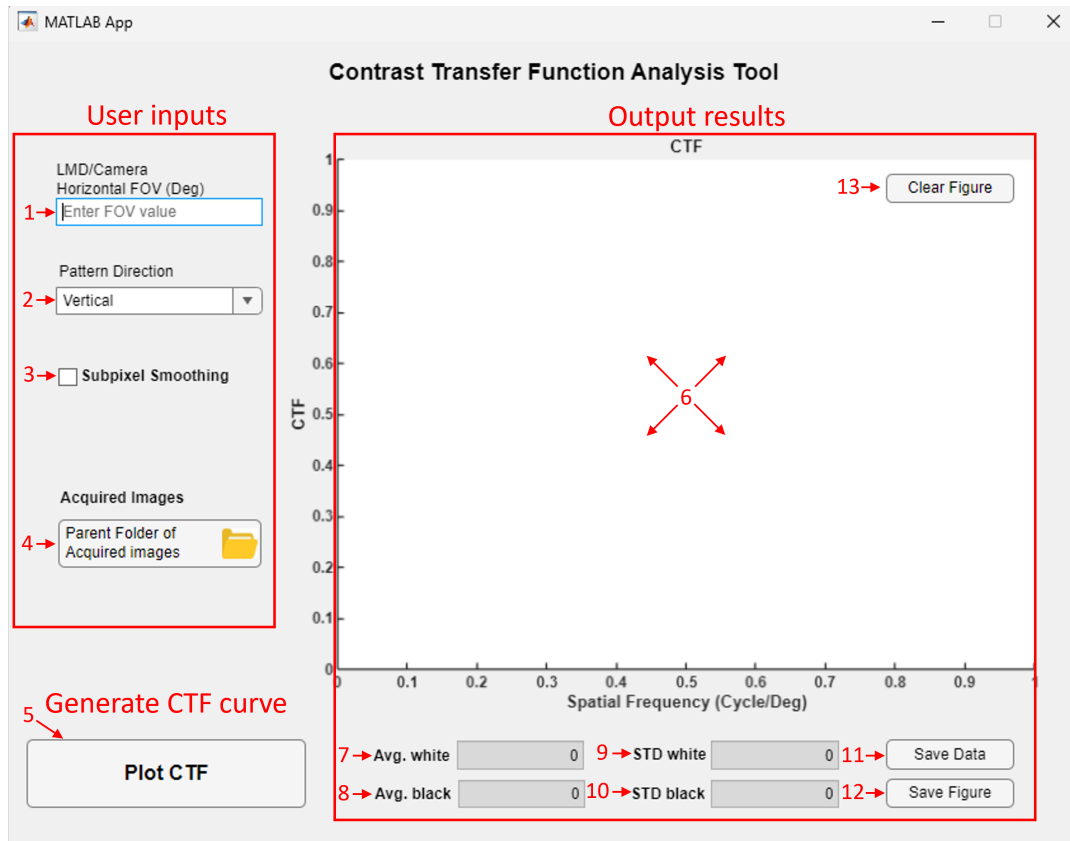 MATLAB App
Contrast Transfer Function Analysis Tool
User inputs
LMD/Camera
Horizontal FOV (Deg)
1
Enter FOV value
Pattern Direction
2
Vertical
3
Subpixel Smoothing
Acquired Images
4
Parent Folder of
Acquired images
Generate CTF curve
5
Plot CTF
Output results
CTF
13
Clear Figure
1
0.9
0.8
0.7
0.6
0.5
0.4
0.3
0.2
0.1
0
CTF
6
0 0.1 0.2 0.3 0.4 0.5 0.6 0.7 0.8 0.9 1
Spatial Frequency (Cycle/Deg)
7 Avg. white 0 9 STD white 0 11 Save Data
8 Avg. black 0 10 STD black 0 12 Save Figure